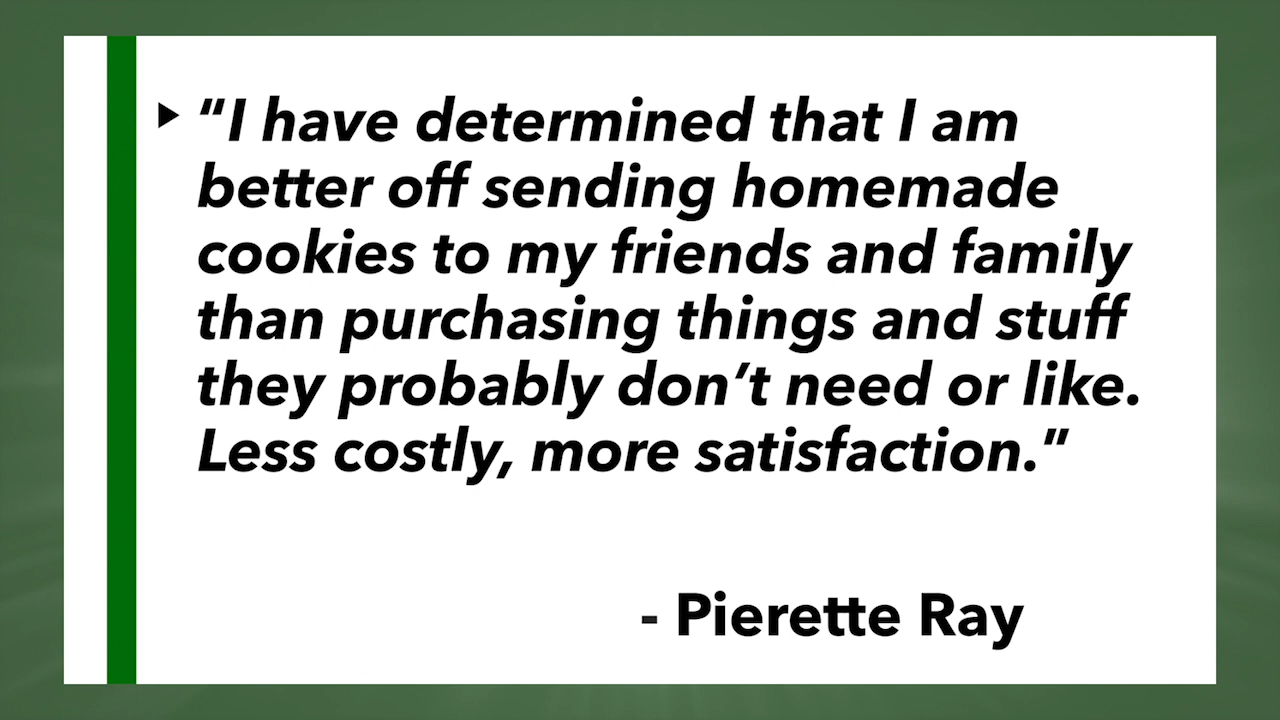 “I have determined that I am
better off sending homemade
cookies to my friends and family
than purchasing things and stuff
they probably don’t need or like.
Less costly, more satisfaction.”
- Pierette Ray